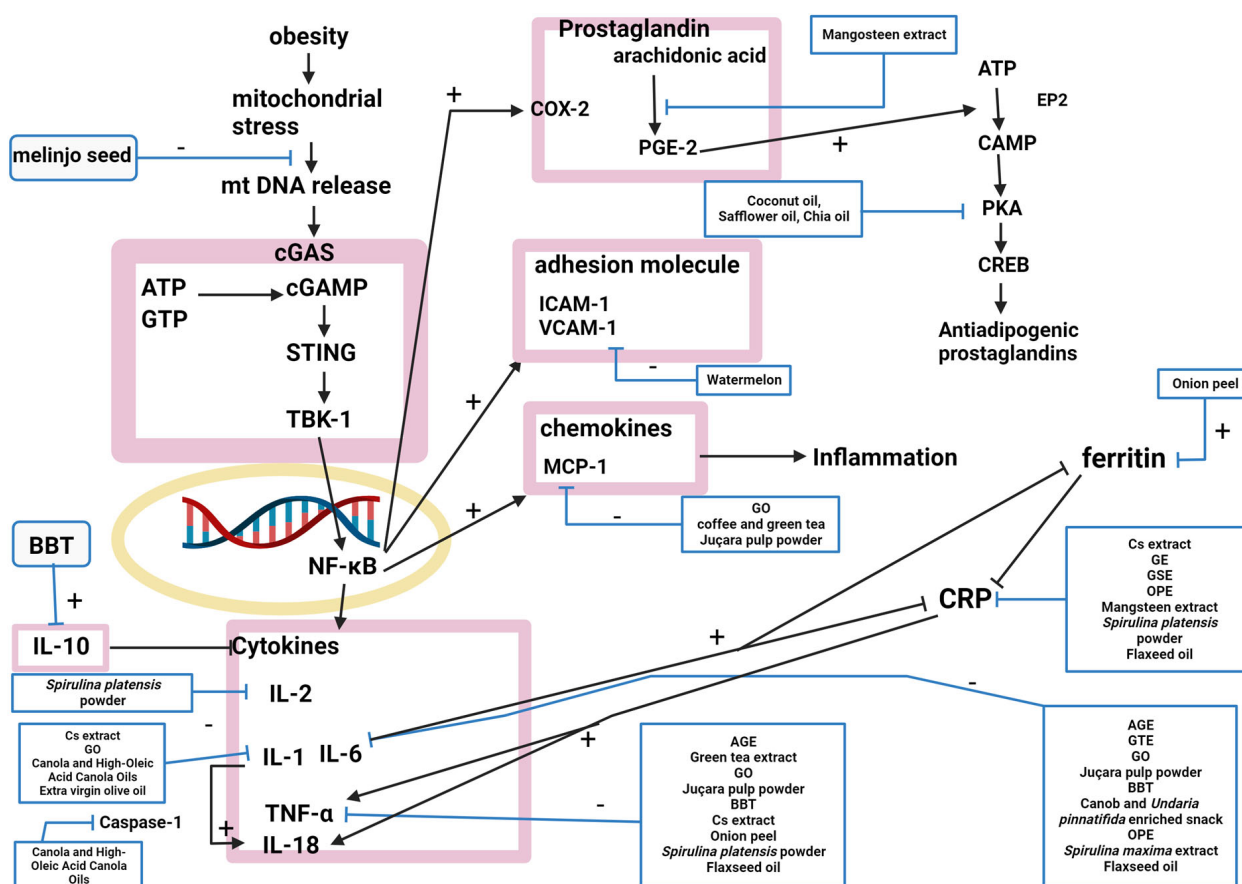 obesity
mitochondrial
stress
melinjo seed
-
mt DNA release
cGAS
ATP
GTP
cGAMP
STING
TBK-1
NF-κB
+
COX-2
Prostaglandin
arachidonic acid
PGE-2
Mangosteen extract
+
ATP
EP2
CAMP
Coconut oil,
Safflower oil, Chia oil
PKA
CREB
Antiadipogenic
prostaglandins
adhesion molecule
ICAM-1
VCAM-1
-
Watermelon
+
chemokines
MCP-1
+
-
GO
coffee and green tea
Juçara pulp powder
Inflammation
Onion peel
+
ferritin
CRP
Cs extract
GE
GSE
OPE
Mangsteen extract
Spirulina platensis
powder
Flaxseed oil
BBT
+
IL-10
Cytokines
Spirulina platensis
powder
IL-2
-
Cs extract
GO
Canola and High-Oleic
Acid Canola Oils
Extra virgin olive oil
IL-1
IL-6
TNF-α
+
IL-18
Caspase-1
Canola and High-
Oleic Acid Canola
Oils
+
+
-
AGE
Green tea extract
GO
Juçara pulp powder
BBT
Cs extract
Onion peel
Spirulina platensis powder
Flaxseed oil
-
AGE
GTE
GO
Juçara pulp powder
BBT
Canob and Undaria
pinnatifida enriched snack
OPE
Spirulina maxima extract
Flaxseed oil